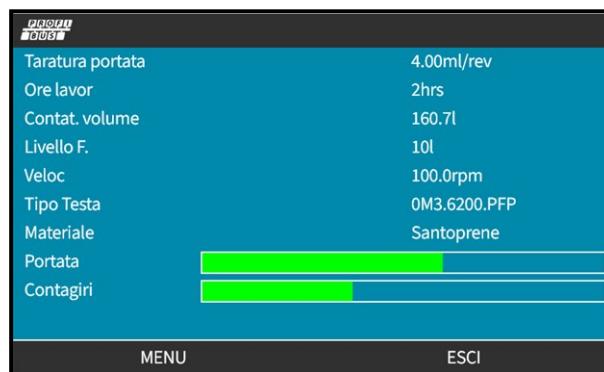 PROFI
BUS
Taratura portata 4.00ml/rev
Ore lavor 2hrs
Contat. volume 160.7l
Livello F. 10l
Veloc 100.0rpm
Tipo Testa 0M3.6200.PFP
Materiale Santoprene
Portata
Contagiri
MENU ESCI